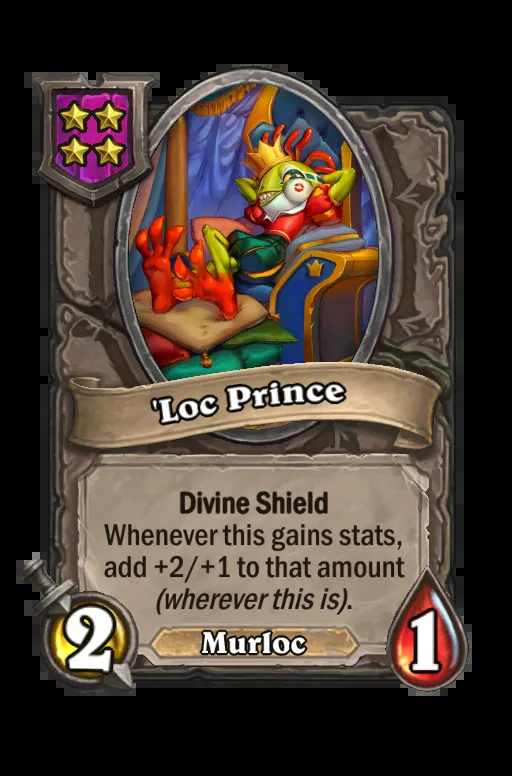 'Loc Prince
Divine Shield
Whenever this gains stats,
add +2/+1 to that amount
(wherever this is).
2
Murloc
1